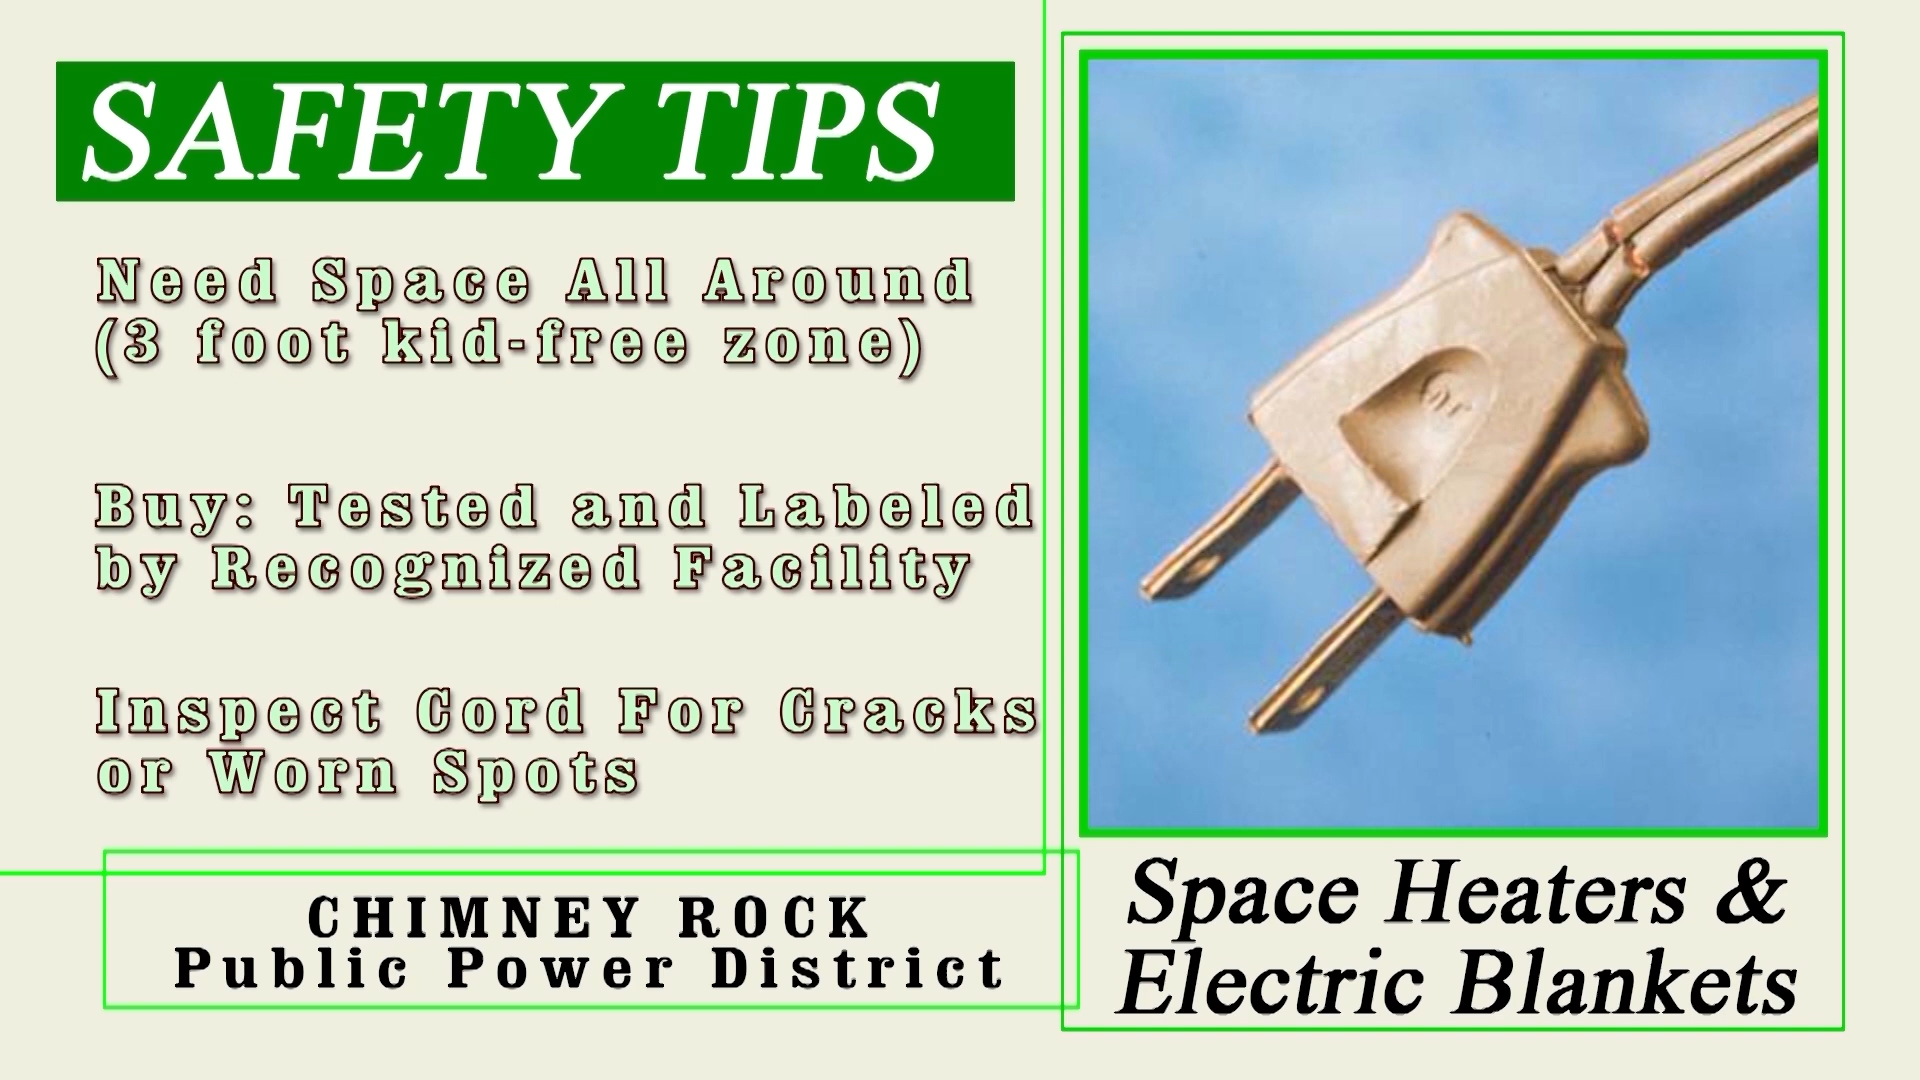 SAFETY TIPS
Need Space All Around
(3 foot kid-free zone)
Buy: Tested and Labeled
by Recognized Facility
Inspect Cord For Cracks
or Worn Spots
CHIMNEY ROCK
Public Power District
Space Heaters &
Electric Blankets